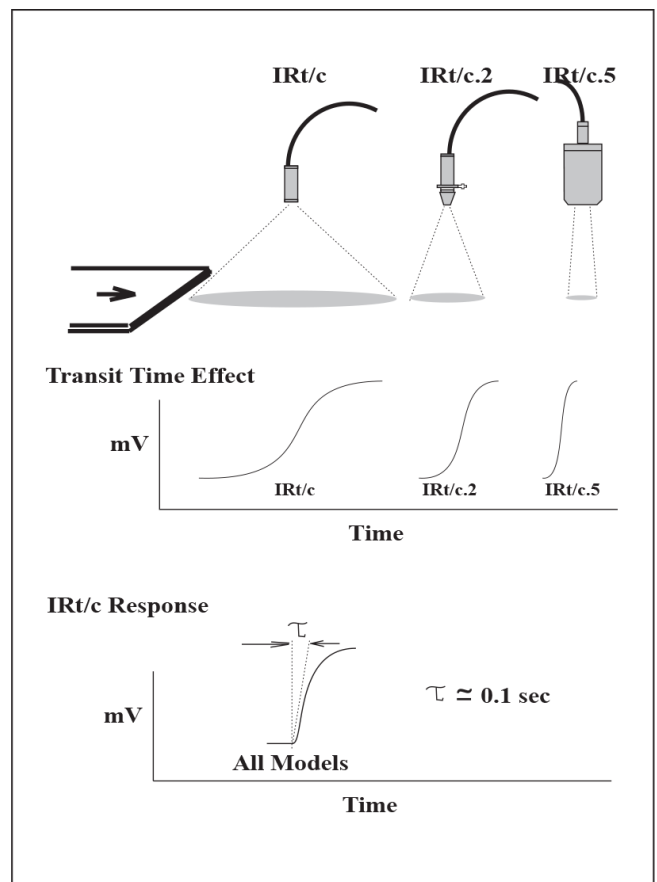 IRt/c IRt/c.2 IRt/c.5
Transit Time Effect
mV
IRt/c IRt/c.2 IRt/c.5
Time
IRt/c Response
τ
mV
τ ≃ 0.1 sec
All Models
Time